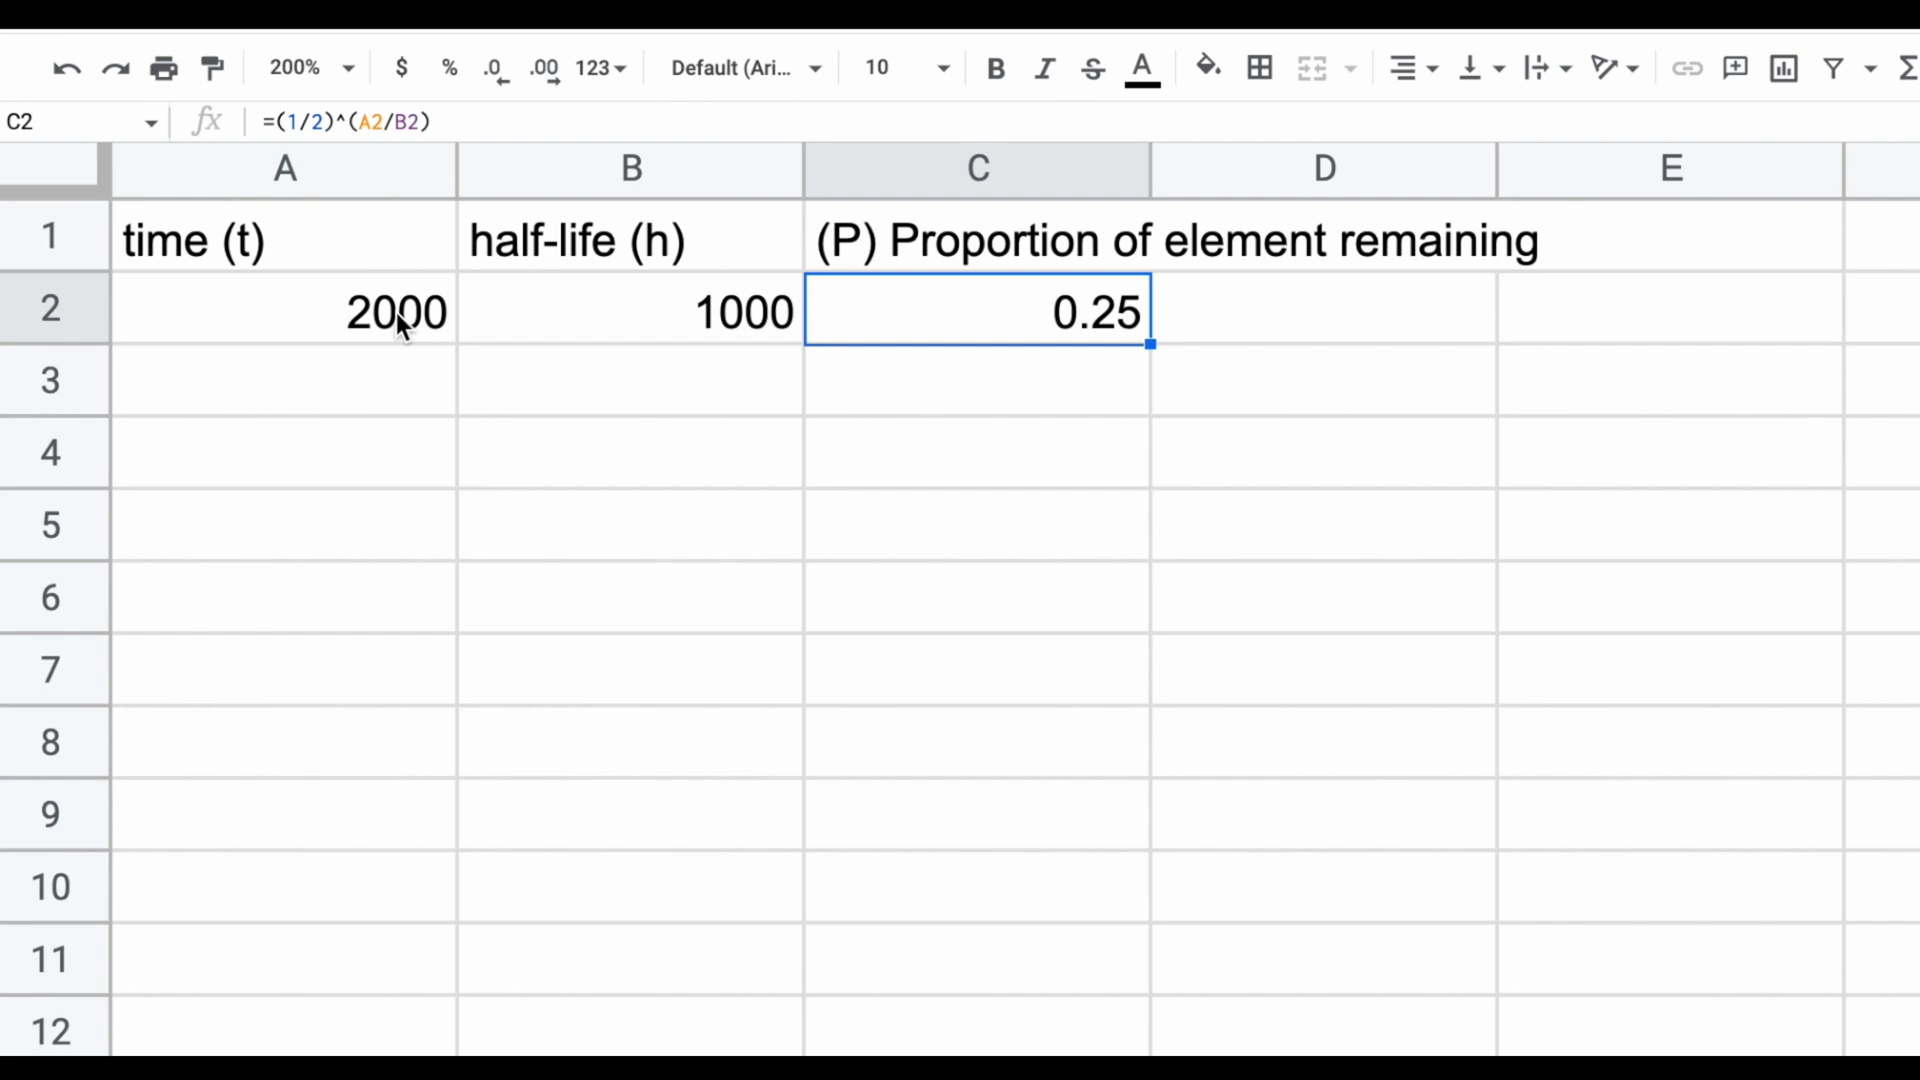 200% $ % .0 .00 123 Default (Ari... 10 B I S A Σ
C2 fx =(1/2)^(A2/B2)
A B C D E
1 time (t) half-life (h) (P) Proportion of element remaining
2 2000 1000 0.25
3
4
5
6
7
8
9
10
11
12